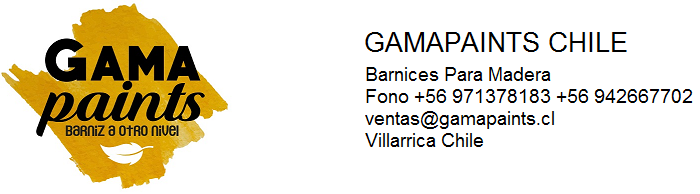 GAMA
paints
BARNIZ A OTRO NIVEL
GAMAPAINTS CHILE
Barnices Para Madera
Fono +56 971378183 +56 942667702
ventas@gamapaints.cl
Villarrica Chile